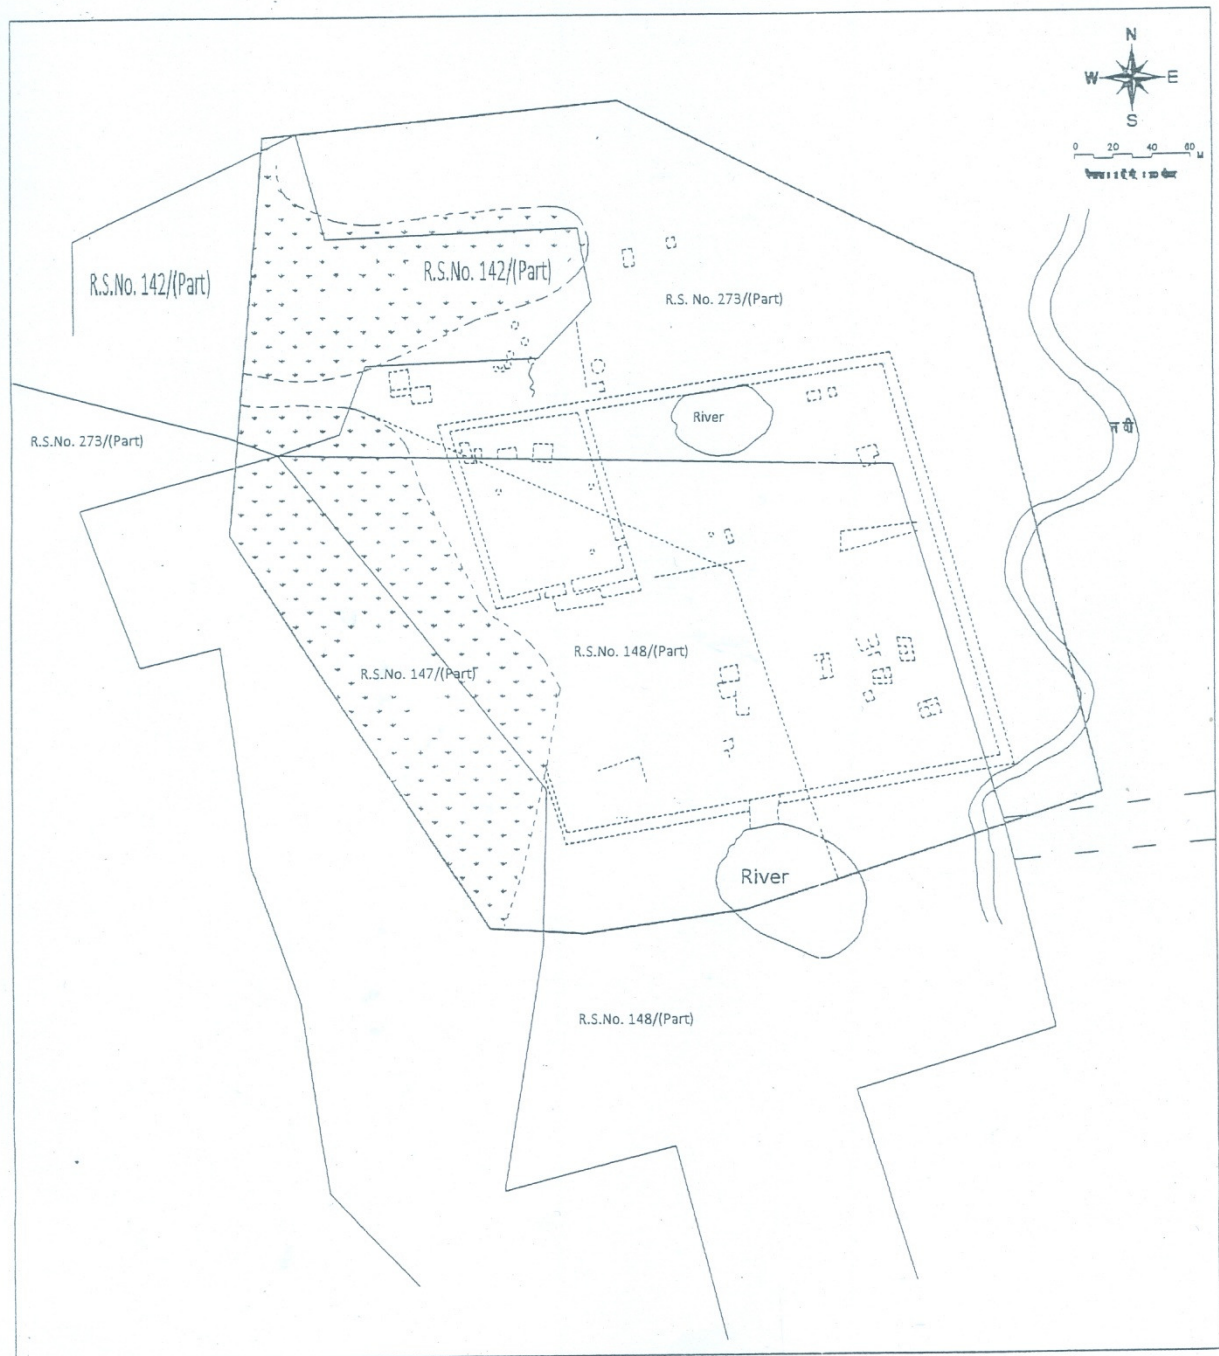 N
W E
S
0 20 40 60 M
R.S.No. 142/(Part)
R.S.No. 142/(Part)
R.S. No. 273/(Part)
River
नदी
R.S.No. 273/(Part)
R.S.No. 148/(Part)
R.S.No. 147/(Part)
River
R.S.No. 148/(Part)